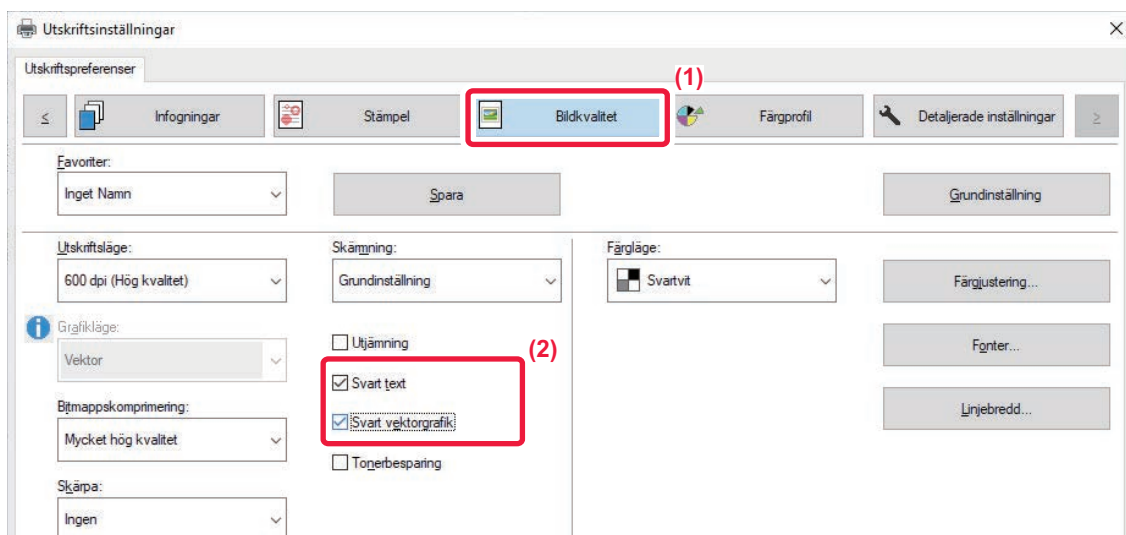 Utskriftsinställningar
Utskriftspreferenser
(1)
< Infogningar Stämpel Bildkvalitet Färgprofil Detaljerade inställningar >
Favoriter:
Inget Namn Spara Grundinställning
Utskriftsläge: Skärmning: Färgläge:
600 dpi (Hög kvalitet) Grundinställning Svartvit Färgjustering...
Grafikläge:
Utjämning (2) Fonter...
Vektor
Svart text
Bitmappskomprimering: Linjebredd...
Svart vektorgrafik
Mycket hög kvalitet
Tonerbesparing
Skärpa:
Ingen